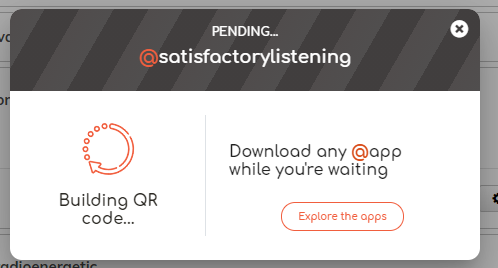 PENDING...
@satisfactorylistening
Download any @app
while you're waiting
Building QR
code...
Explore the apps
adioenergetic